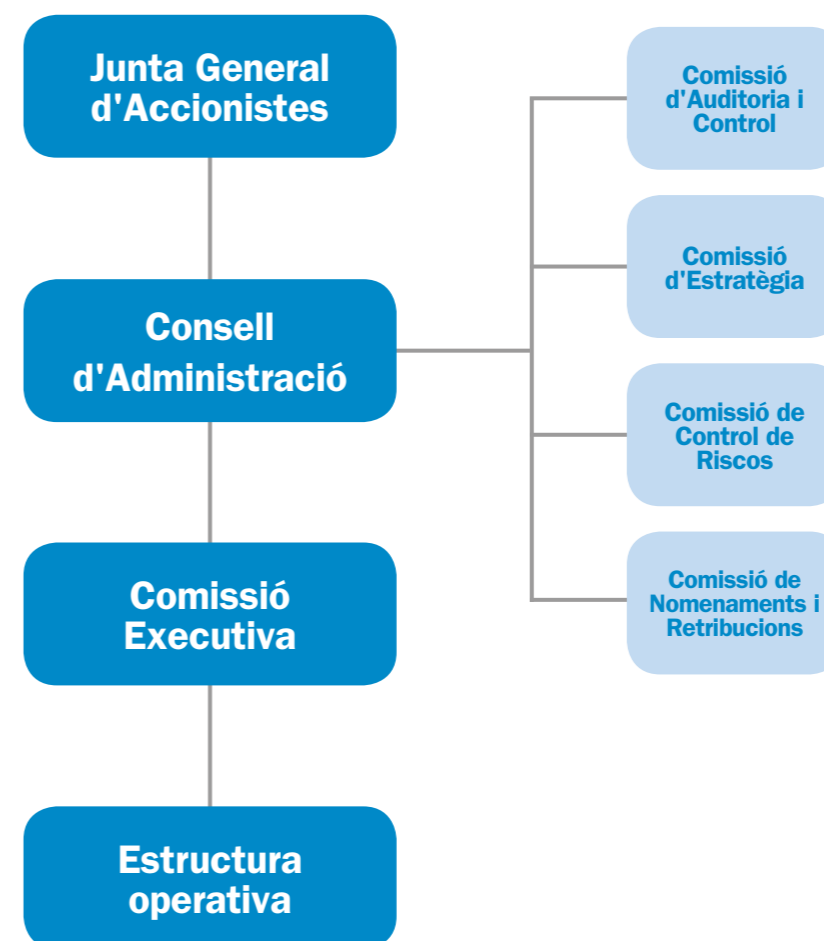 Junta General
d'Accionistes
Consell
d'Administració
Comissió
Executiva
Estructura
operativa
Comissió
d'Auditoria i
Control
Comissió
d'Estratègia
Comissió de
Control de
Riscos
Comissió de
Nomenaments i
Retribucions